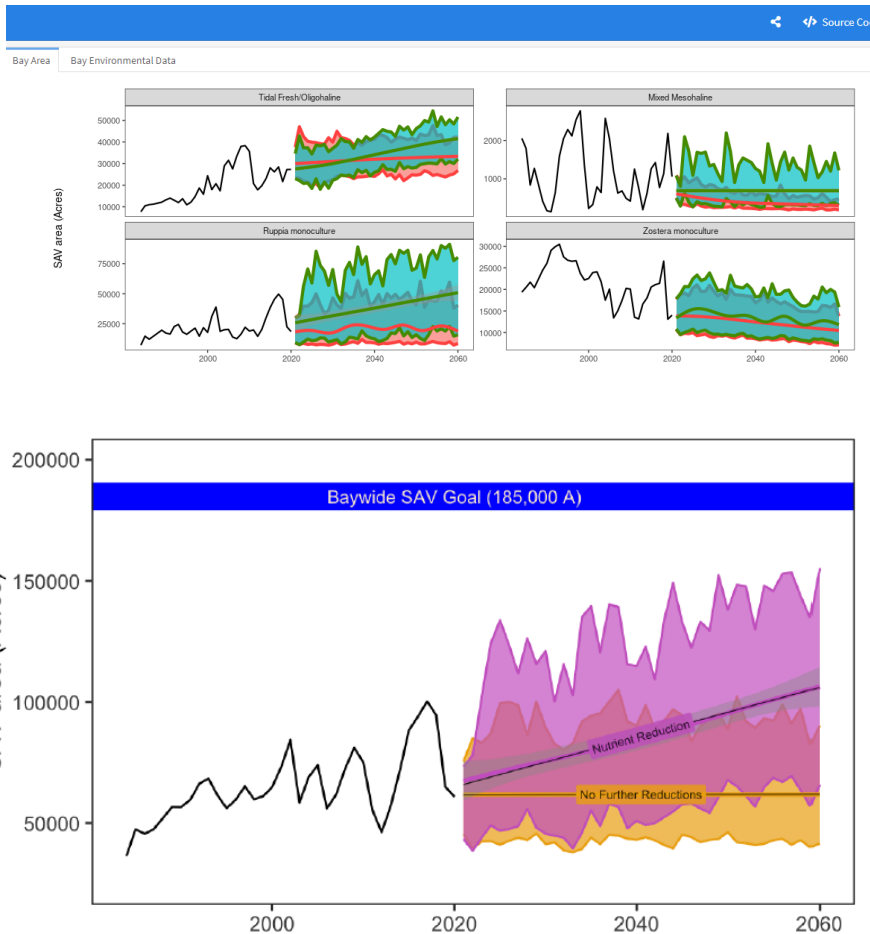 Source Co
Bay Area
Bay Environmental Data
Tidal Fresh/Oligohaline
Mixed Mesohaline
50000
40000
30000
20000
10000
2000
1000
SAV area (Acres)
Ruppia monoculture
Zostera monoculture
75000
50000
25000
30000
25000
20000
15000
10000
2000
2020
2040
2060
2000
2020
2040
2060
200000
Baywide SAV Goal (185,000 A)
150000
100000
50000
Nutrient Reduction
No Further Reductions
2000
2020
2040
2060